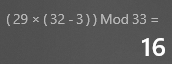 (29 × (32 - 3)) Mod 33 =
16